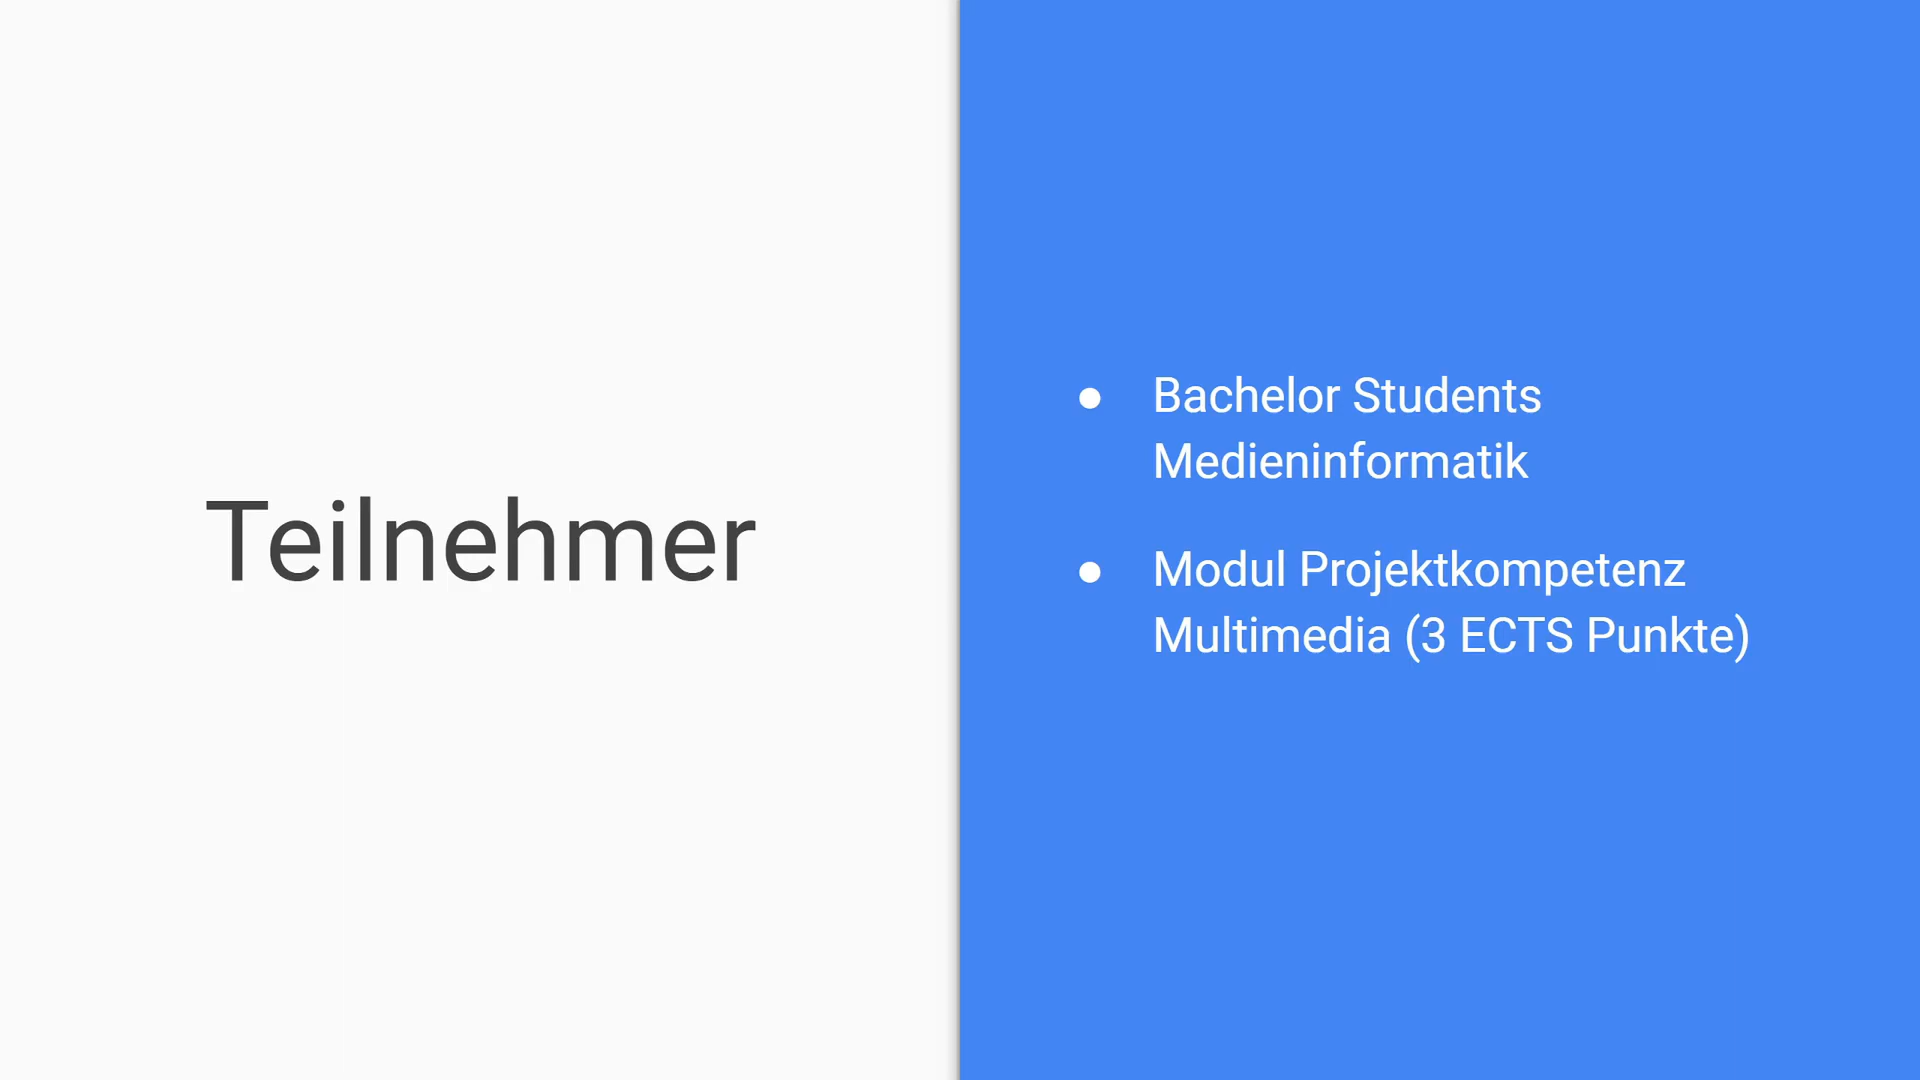 Teilnehmer
● Bachelor Students
Medieninformatik
● Modul Projektkompetenz
Multimedia (3 ECTS Punkte)